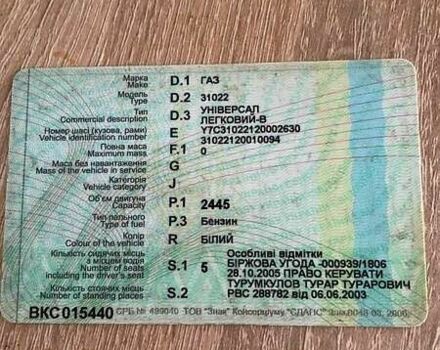 Марка
Make D.1 ГАЗ
Модель
Type D.2 31022
Тип
Commercial description D.3 УНІВЕРСАЛ
ЛЕГКОВИЙ-В
Номер шасі (кузова, рами)
Vehicle identification number E Y7C31022120002630
31022120010094
Повна маса
Maximum mass F.1 0
Маса без навантаження
Mass of the vehicle in service G
Категорія
Vehicle category J
Об'єм двигуна
Capacity P.1 2445
Тип пального
Type of fuel P.3 Бензин
Колір
Colour of the vehicle R БІЛИЙ
Кількість сидячих місць
з місцем водія
Number of seats
including the driver's seat S.1 5
Кількість стоячих місць
Number of standing places S.2
Особливі відмітки
БІРЖОВА УГОДА -000939/1806
28.10.2005 ПРАВО КЕРУВАТИ
ТУРУМКУЛОВ ТУРАР ТУРАРОВИЧ
РВС 288782 від 06.06.2003
ВКС 015440 СРБ № 499040 ТОВ "Знак" Консорціуму "ЄДАПС"